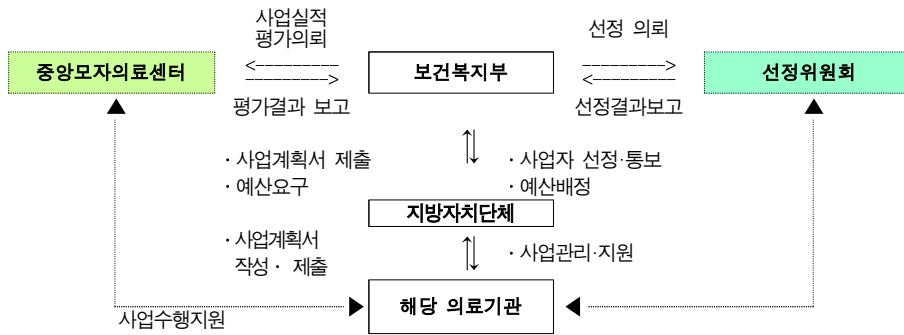 사업실적
평가의뢰
선정 의뢰
중앙모자의료센터
보건복지부
선정위원회
평가결과 보고
선정결과보고
· 사업계획서 제출
· 예산요구
· 사업자 선정·통보
· 예산배정
지방자치단체
· 사업계획서
작성· 제출
· 사업관리·지원
해당 의료기관
사업수행지원